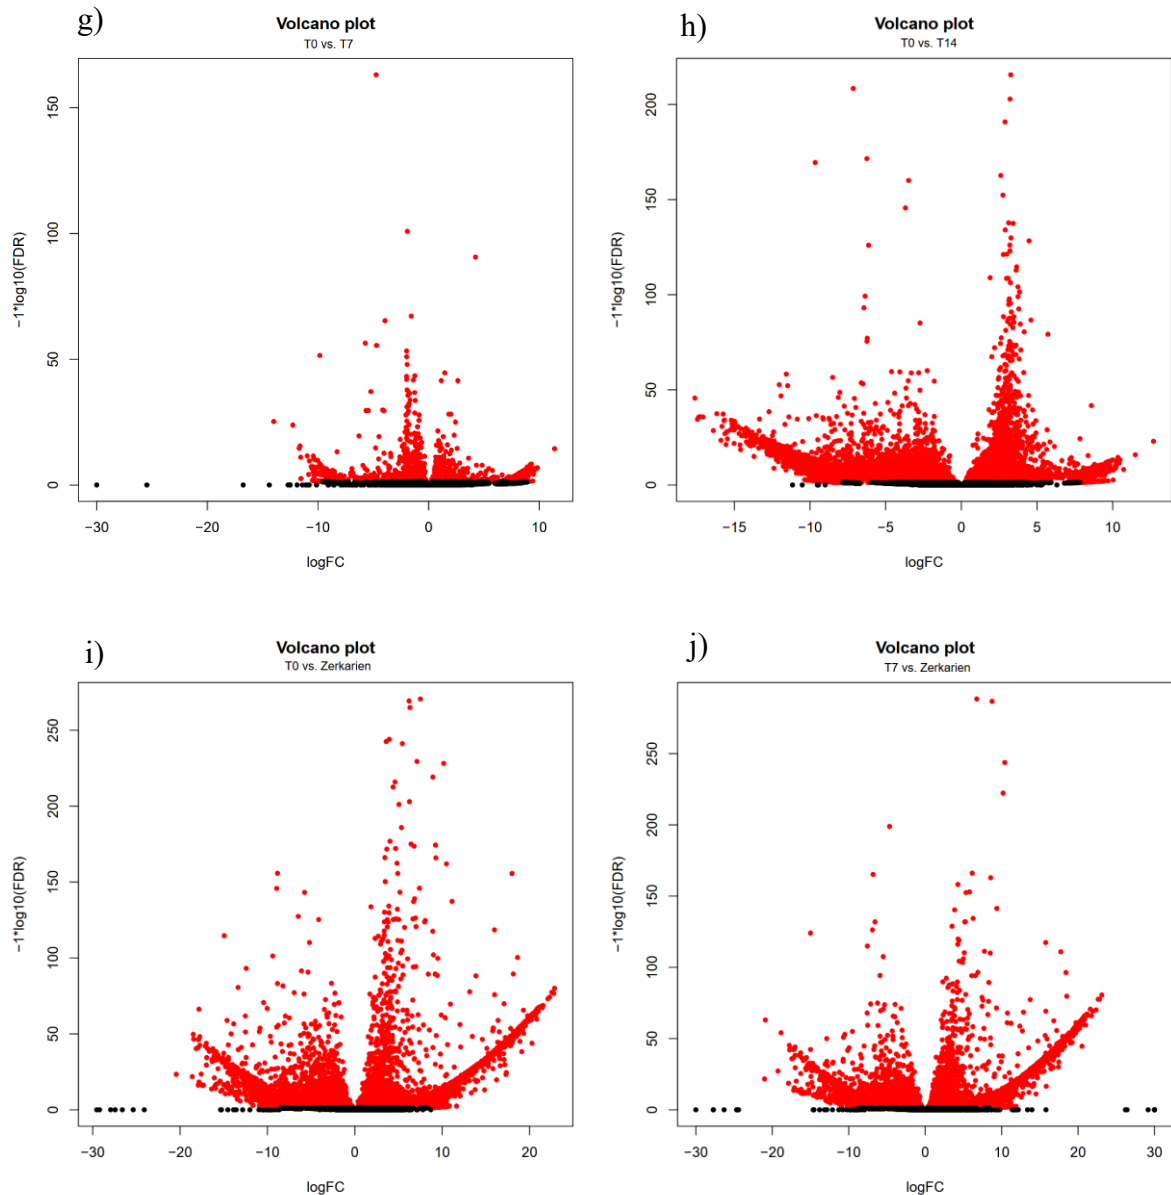 g)
Volcano plot
T0 vs. T7
150
100
50
0
−1*log10(FDR)
−30 −20 −10 0 10
logFC
h)
Volcano plot
T0 vs. T14
200
150
100
50
0
−1*log10(FDR)
−15 −10 −5 0 5 10
logFC
i)
Volcano plot
T0 vs. Zerkarien
250
200
150
100
50
0
−1*log10(FDR)
−30 −20 −10 0 10 20
logFC
j)
Volcano plot
T7 vs. Zerkarien
250
200
150
100
50
0
−1*log10(FDR)
−30 −20 −10 0 10 20 30
logFC